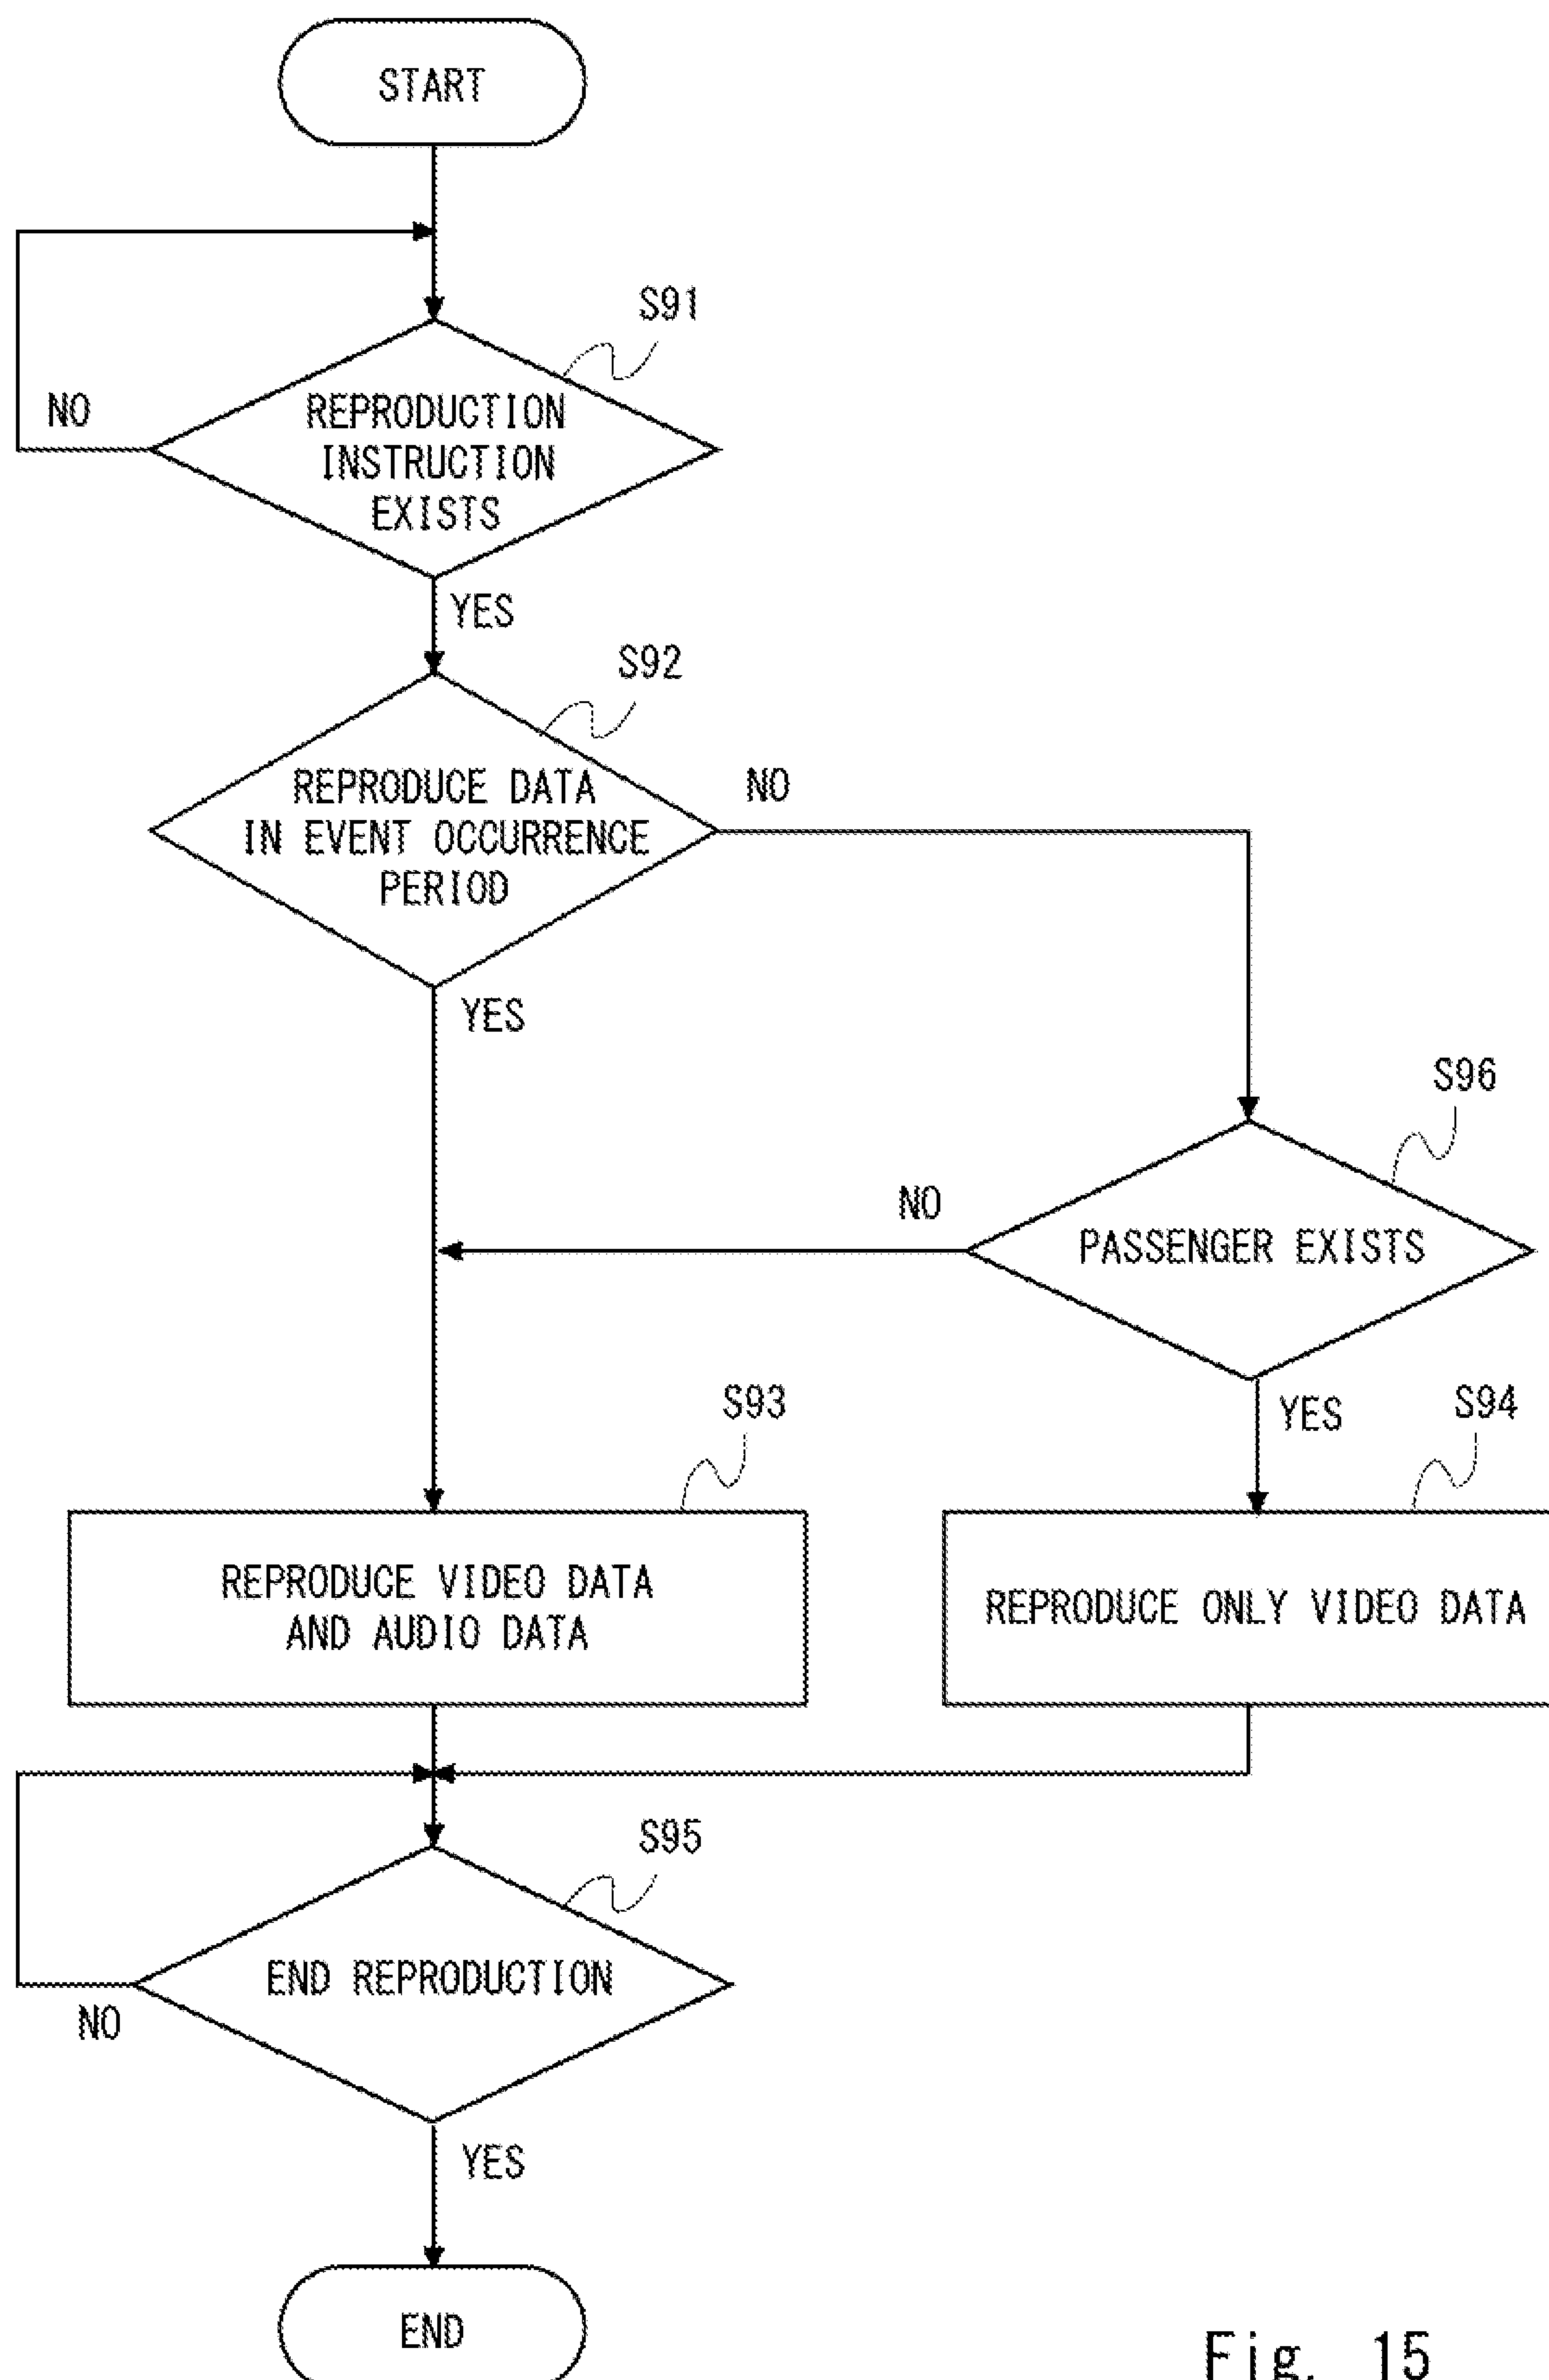 START
S91
NO
REPRODUCTION
INSTRUCTION
EXISTS
YES
S92
REPRODUCE DATA
IN EVENT OCCURRENCE
PERIOD
NO
YES
S96
NO
PASSENGER EXISTS
YES
S93
S94
REPRODUCE VIDEO DATA
AND AUDIO DATA
REPRODUCE ONLY VIDEO DATA
S95
END REPRODUCTION
NO
YES
END
Fig. 15